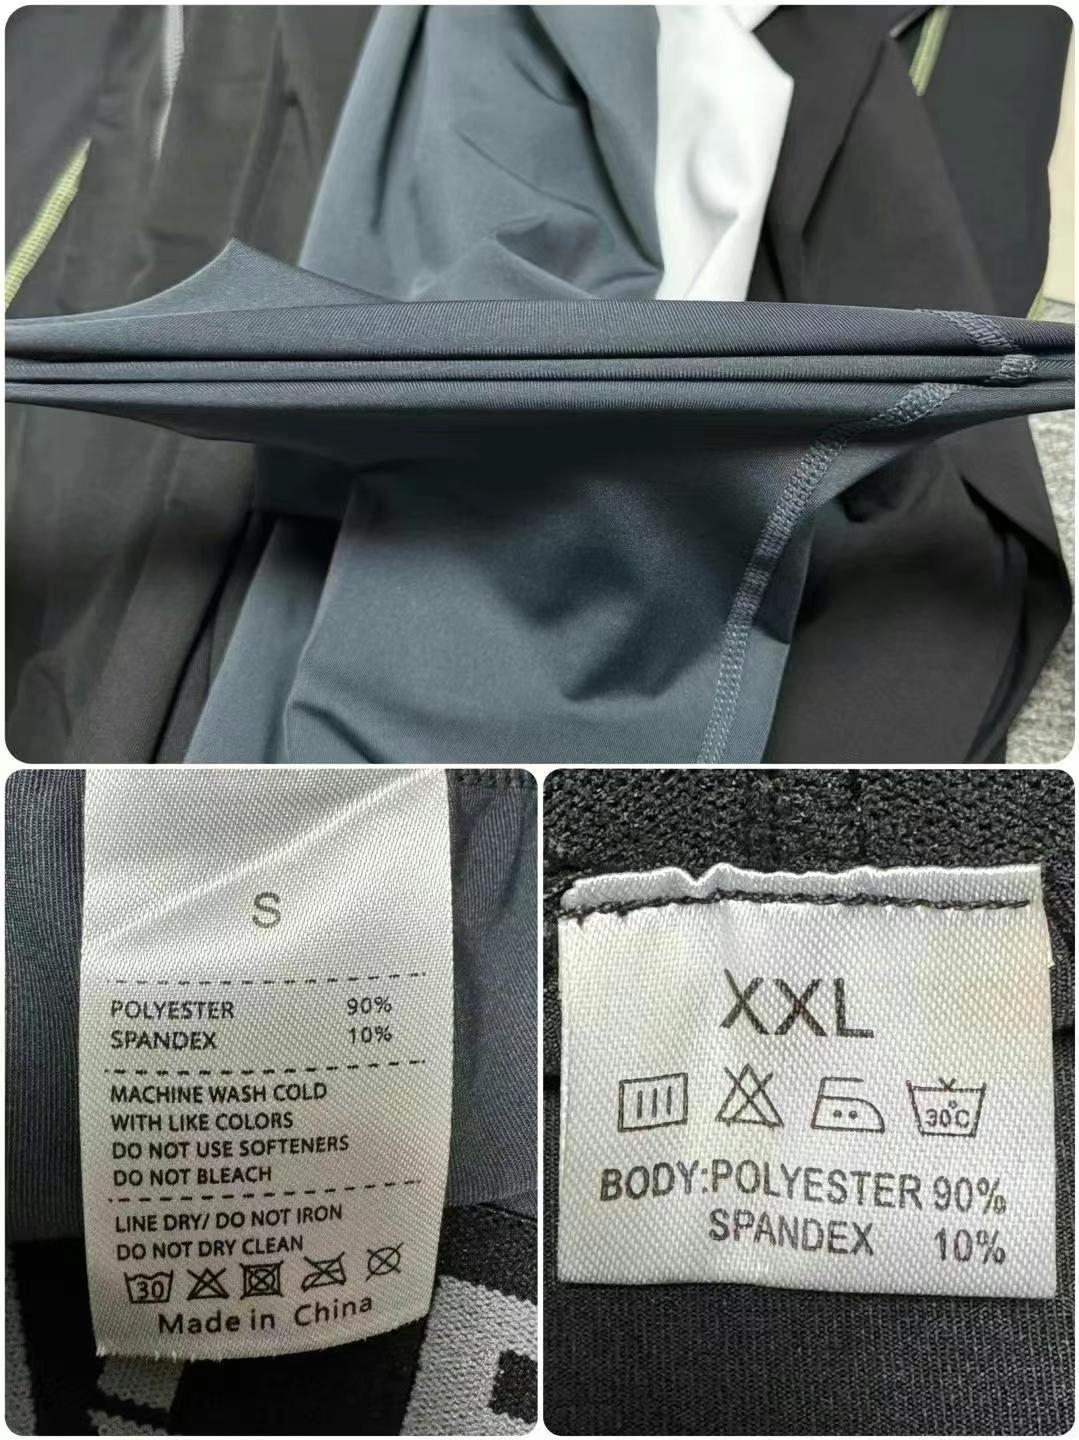 S
POLYESTER 90%
SPANDEX 10%
MACHINE WASH COLD
WITH LIKE COLORS
DO NOT USE SOFTENERS
DO NOT BLEACH
LINE DRY/ DO NOT IRON
DO NOT DRY CLEAN
30
Made in China
XXL
30°C
BODY:POLYESTER 90%
SPANDEX 10%